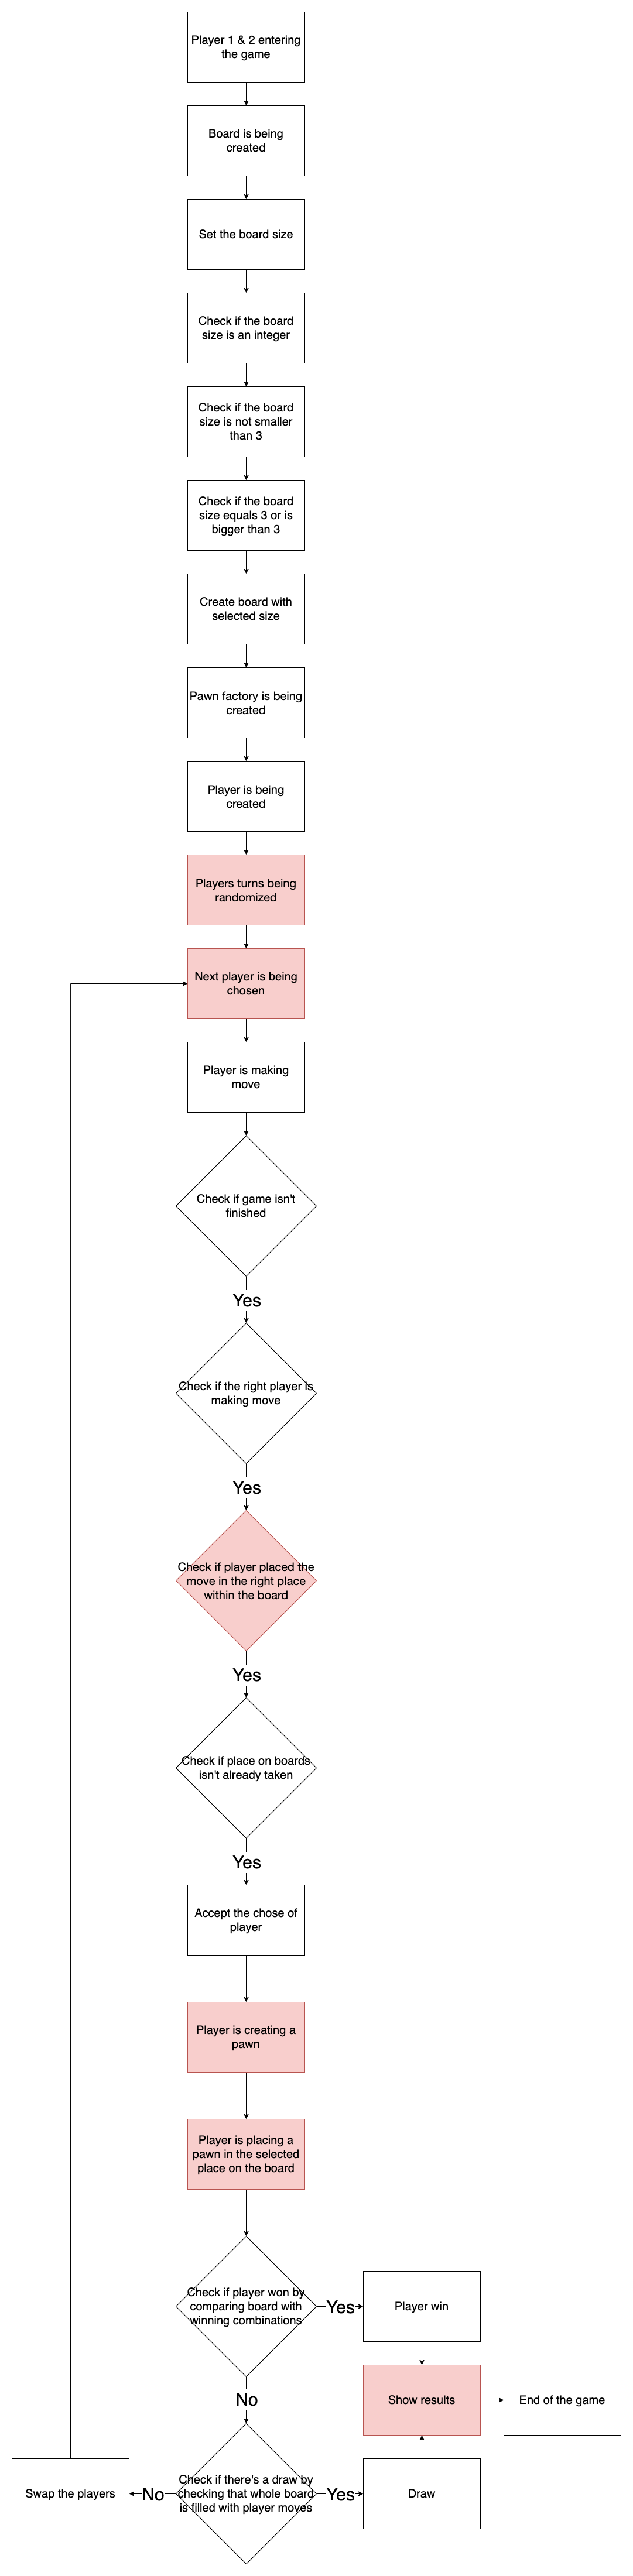 Player 1 & 2 entering
the game
Board is being
created
Set the board size
Check if the board
size is an integer
Check if the board
size is not smaller
than 3
Check if the board
size equals 3 or is
bigger than 3
Create board with
selected size
Pawn factory is being
created
Player is being
created
Players turns being
randomized
Next player is being
chosen
Player is making
move
Check if game isn't
finished
Yes
Check if the right player is
making move
Yes
Check if player placed the
move in the right place
within the board
Yes
Check if place on boards
isn't already taken
Yes
Accept the chose of
player
Player is creating a
pawn
Player is placing a
pawn in the selected
place on the board
Check if player won by
comparing board with
winning combinations
Yes
Player win
Show results
End of the game
No
Check if there's a draw by
checking that whole board
is filled with player moves
Yes
Draw
No
Swap the players